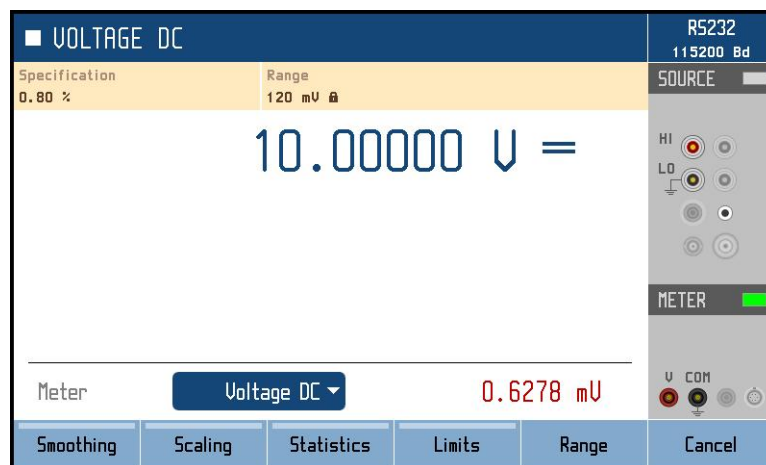 VOLTAGE DC
RS232
115200 Bd
Specification
0.80 %
Range
120 mV
SOURCE
10.00000 V =
HI
LO
METER
Meter
Voltage DC
0.6278 mV
V COM
Smoothing
Scaling
Statistics
Limits
Range
Cancel